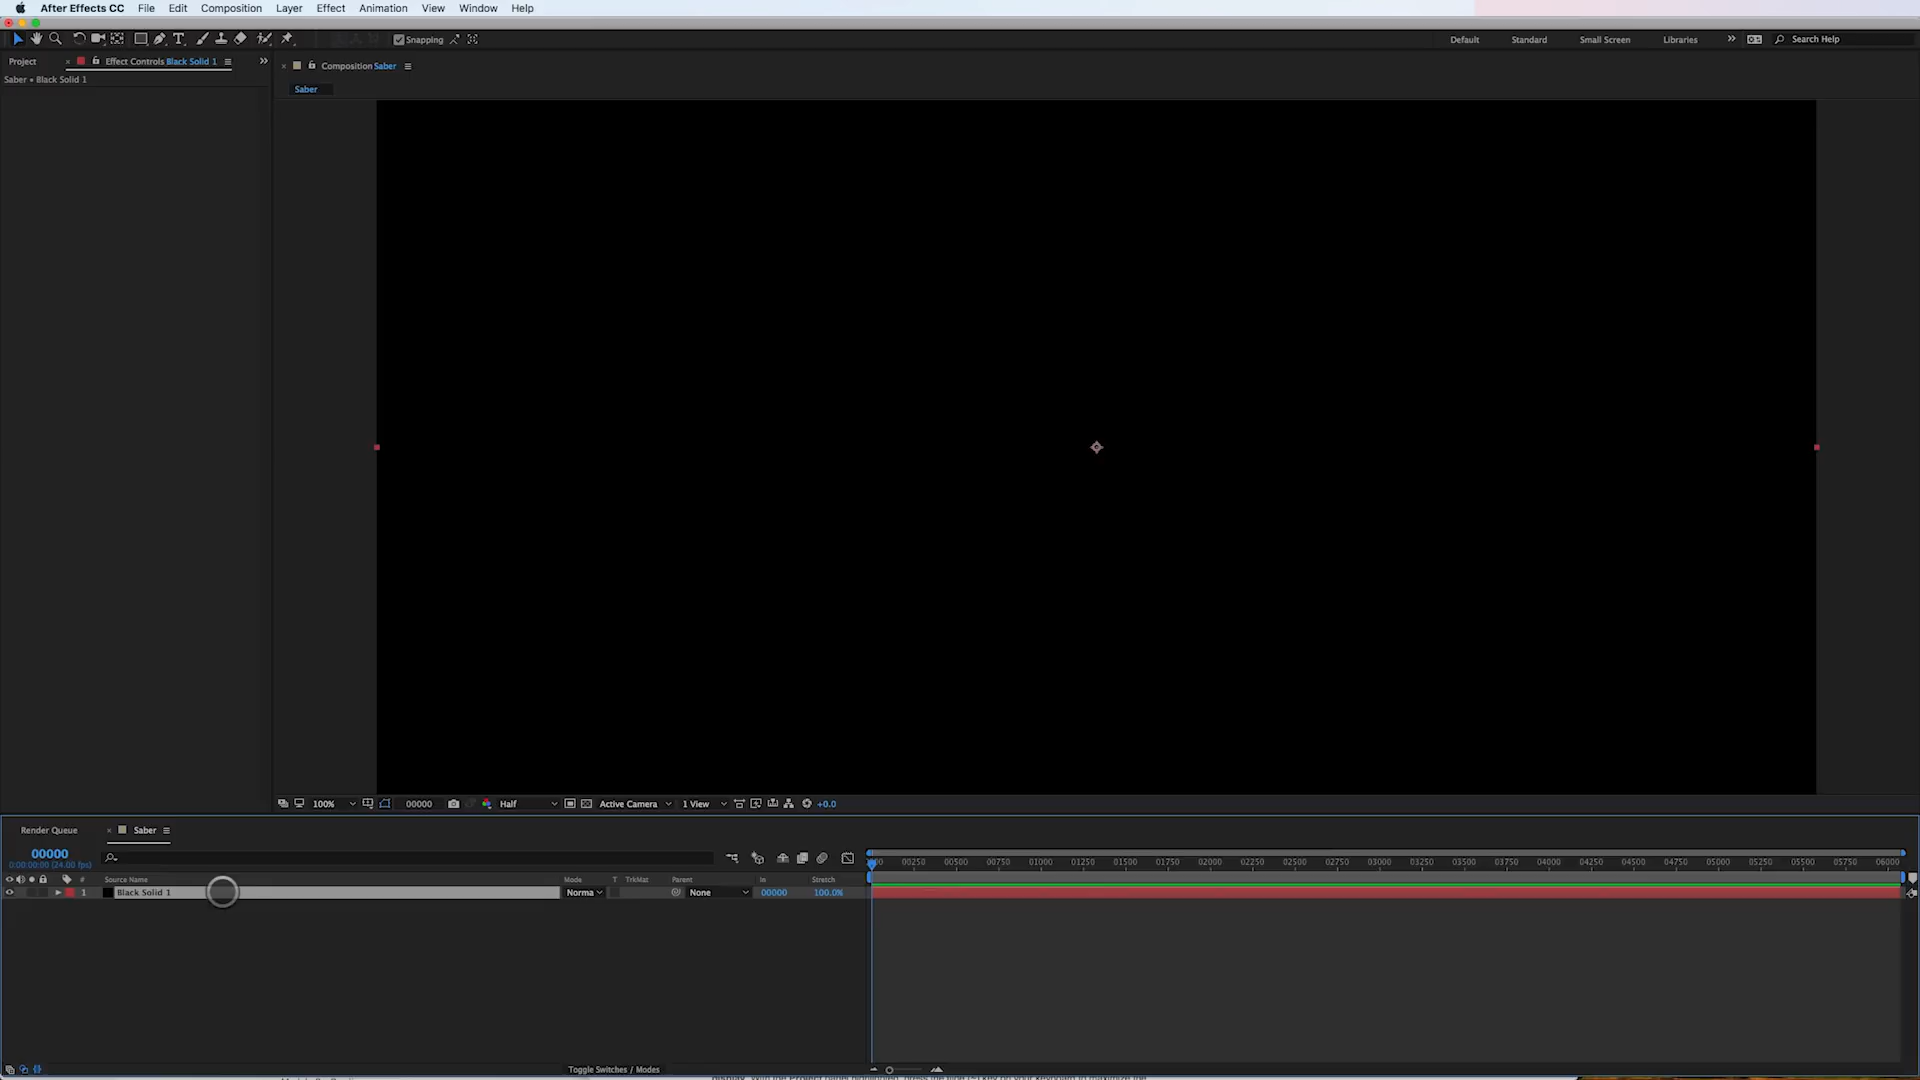 After Effects CC File Edit Composition Layer Effect Animation View Window Help
Snapping Default Standard Small Screen Libraries Search Help
Project Effect Controls Black Solid 1
Composition Saber
Saber • Black Solid 1
Saber
100% 00000 Half Active Camera 1 View +0.0
Render Queue Saber
00000
0:00:00:00 (24.00 fps)
00250 00500 00750 01000 01250 01500 01750 02000 02250 02500 02750 03000 03250 03500 03750 04000 04250 04500 04750 05000 05250 05500 05750 06000
# Source Name Mode T TrkMat Parent In Stretch
1 Black Solid 1 Norma None 00000 100.0%
Toggle Switches / Modes